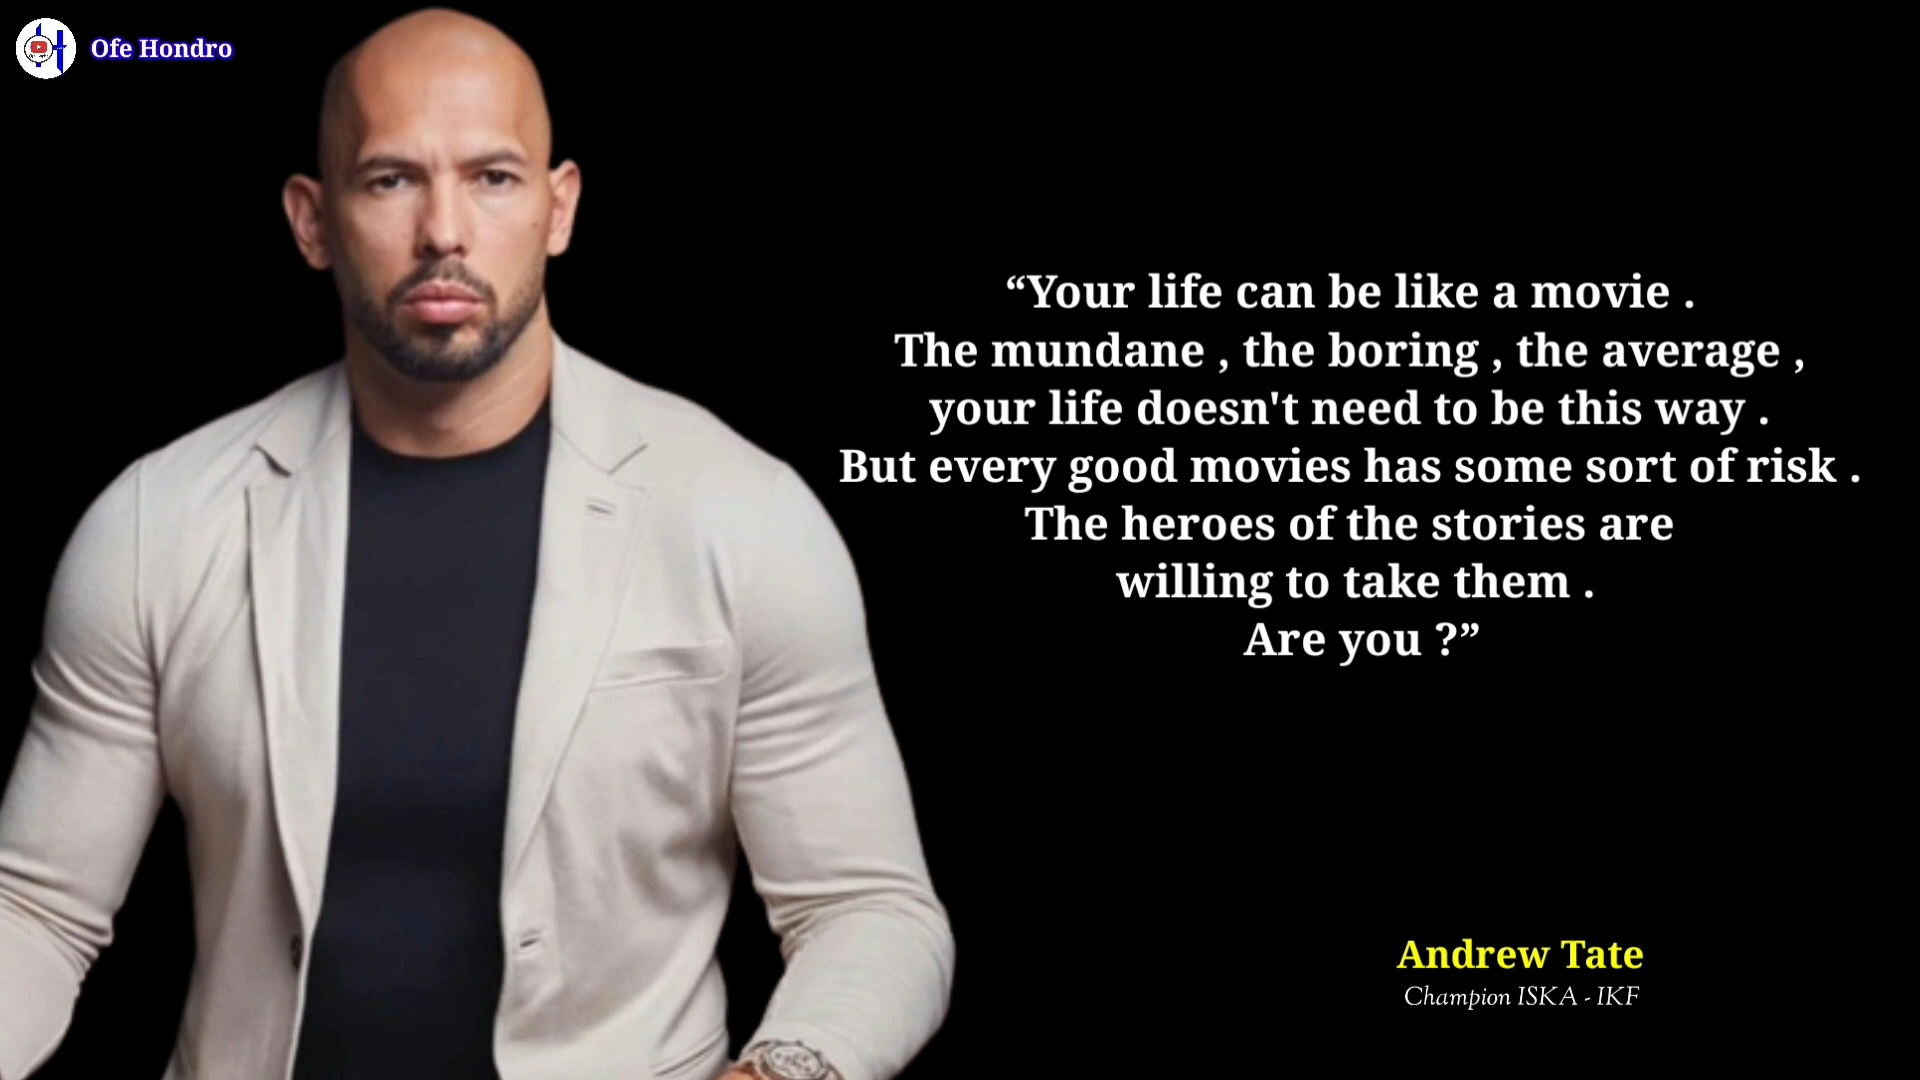 Ofe Hondro
“Your life can be like a movie .
The mundane , the boring , the average ,
your life doesn't need to be this way .
But every good movies has some sort of risk .
The heroes of the stories are
willing to take them .
Are you ?”
Andrew Tate
Champion ISKA - IKF